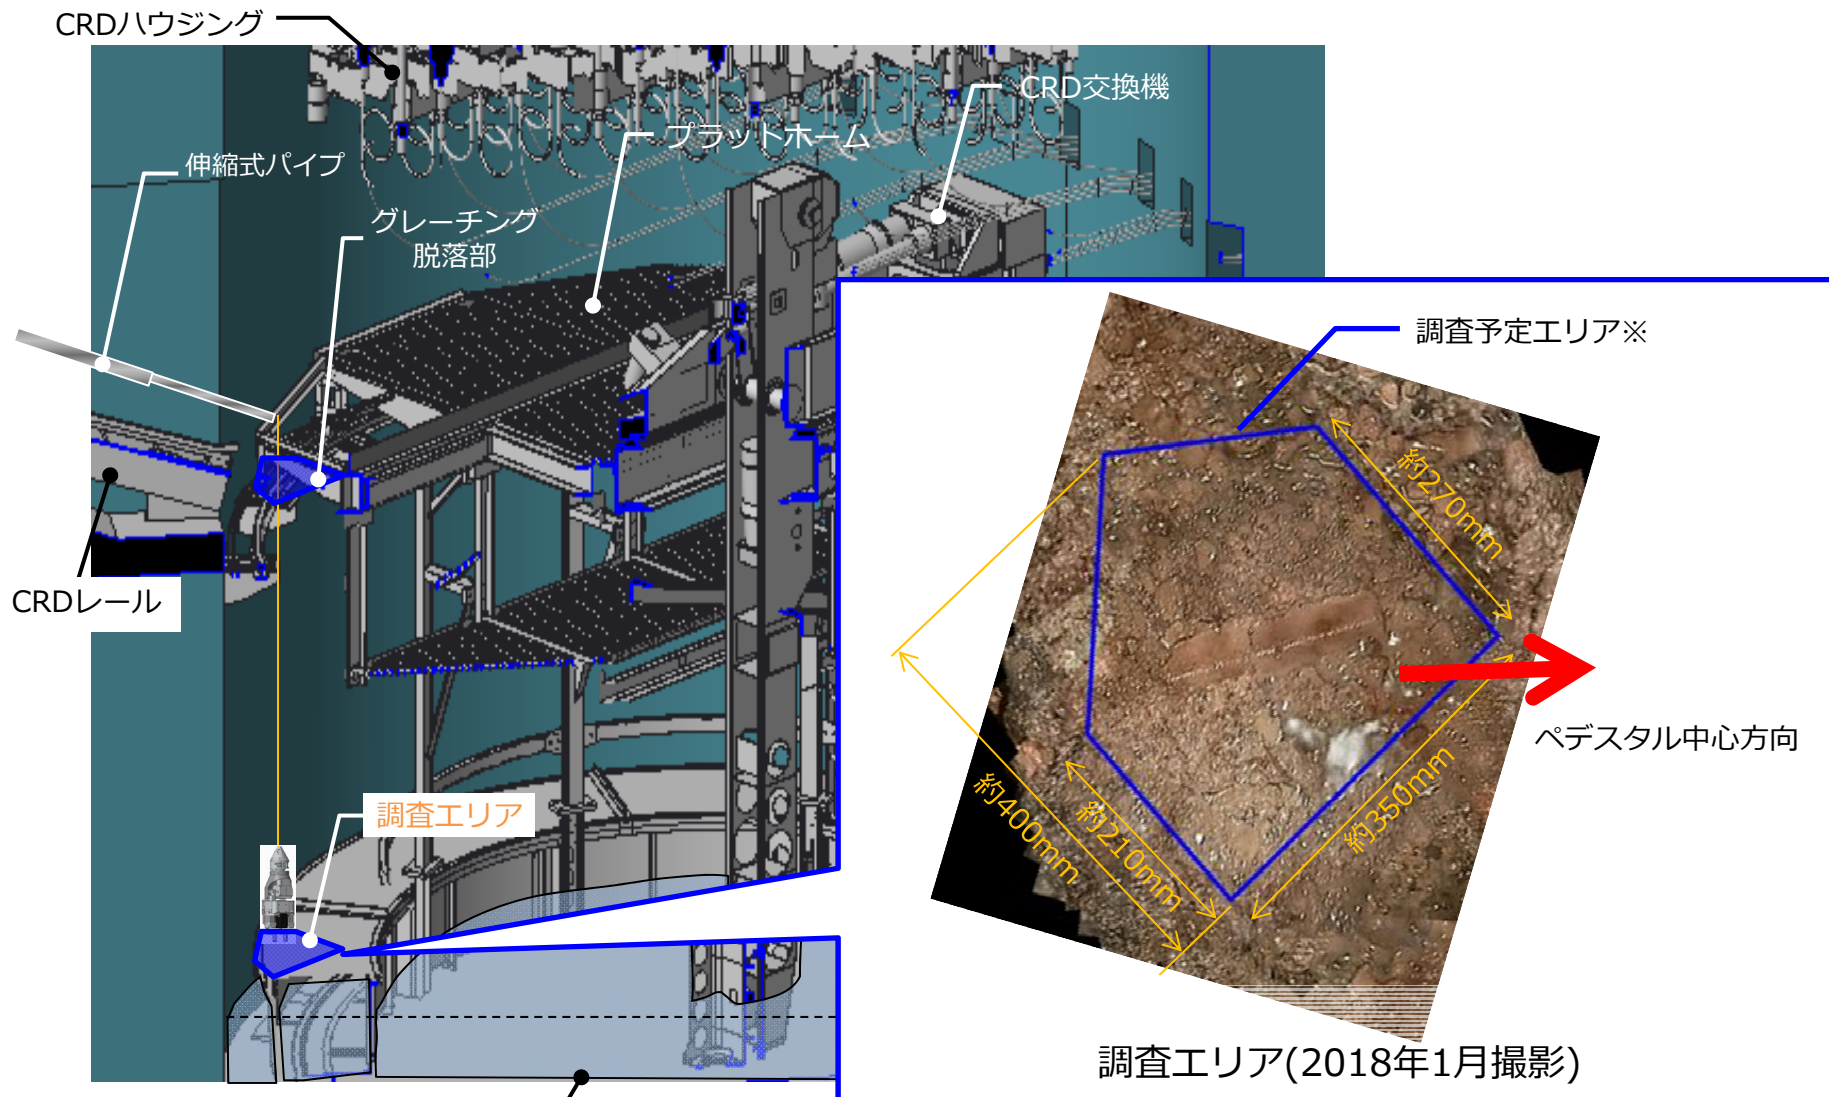 CRDハウジング
CRD交換機
プラットホーム
伸縮式パイプ
グレーチング
脱落部
調査予定エリア※
約270mm
CRDレール
ペデスタル中心方向
約400mm
約210mm
約350mm
調査エリア
調査エリア(2018年1月撮影)